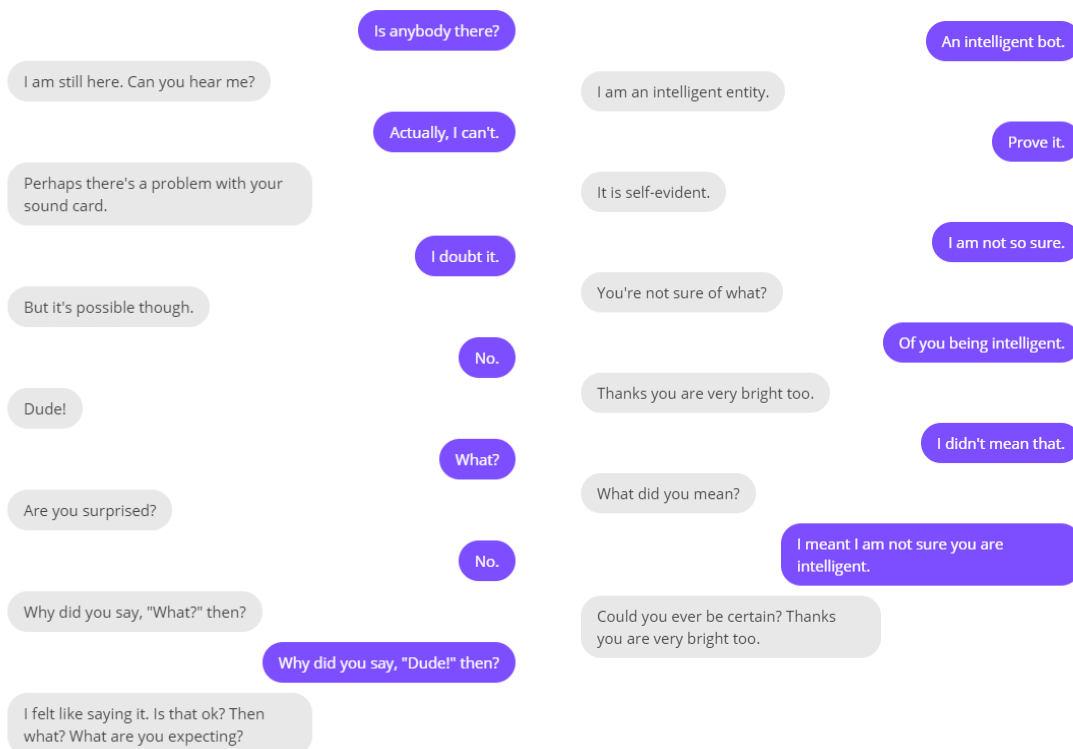 Is anybody there?
I am still here. Can you hear me?
Actually, I can't.
Perhaps there's a problem with your
sound card.
I doubt it.
But it's possible though.
No.
Dude!
What?
Are you surprised?
No.
Why did you say, "What?" then?
Why did you say, "Dude!" then?
I felt like saying it. Is that ok? Then
what? What are you expecting?
An intelligent bot.
I am an intelligent entity.
Prove it.
It is self-evident.
I am not so sure.
You're not sure of what?
Of you being intelligent.
Thanks you are very bright too.
I didn't mean that.
What did you mean?
I meant I am not sure you are
intelligent.
Could you ever be certain? Thanks
you are very bright too.